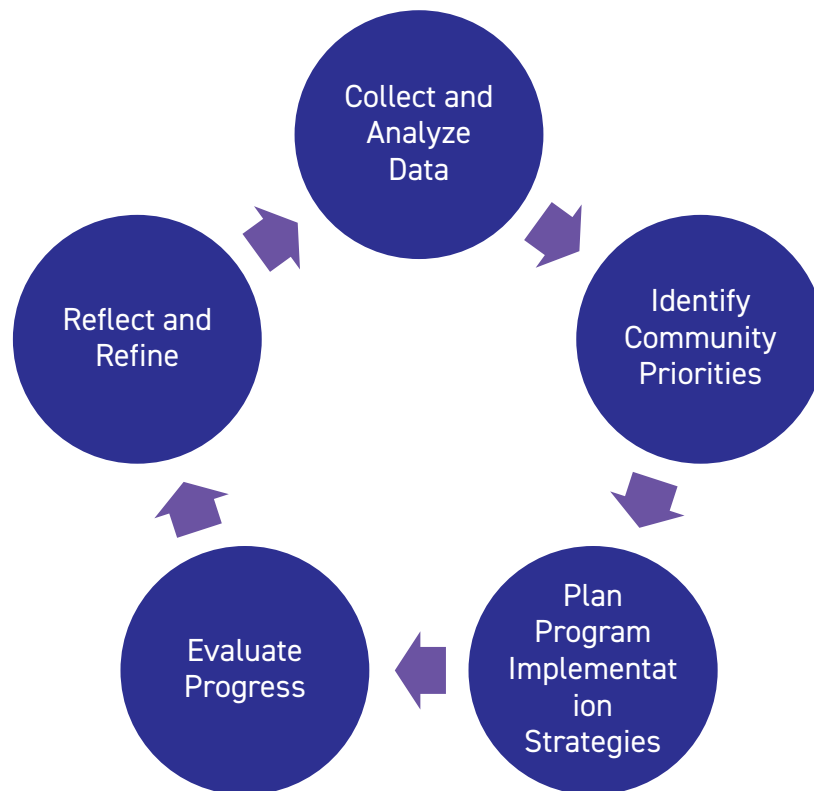 Collect and
Analyze
Data
Identify
Community
Priorities
Plan
Program
Implementat
ion
Strategies
Evaluate
Progress
Reflect and
Refine